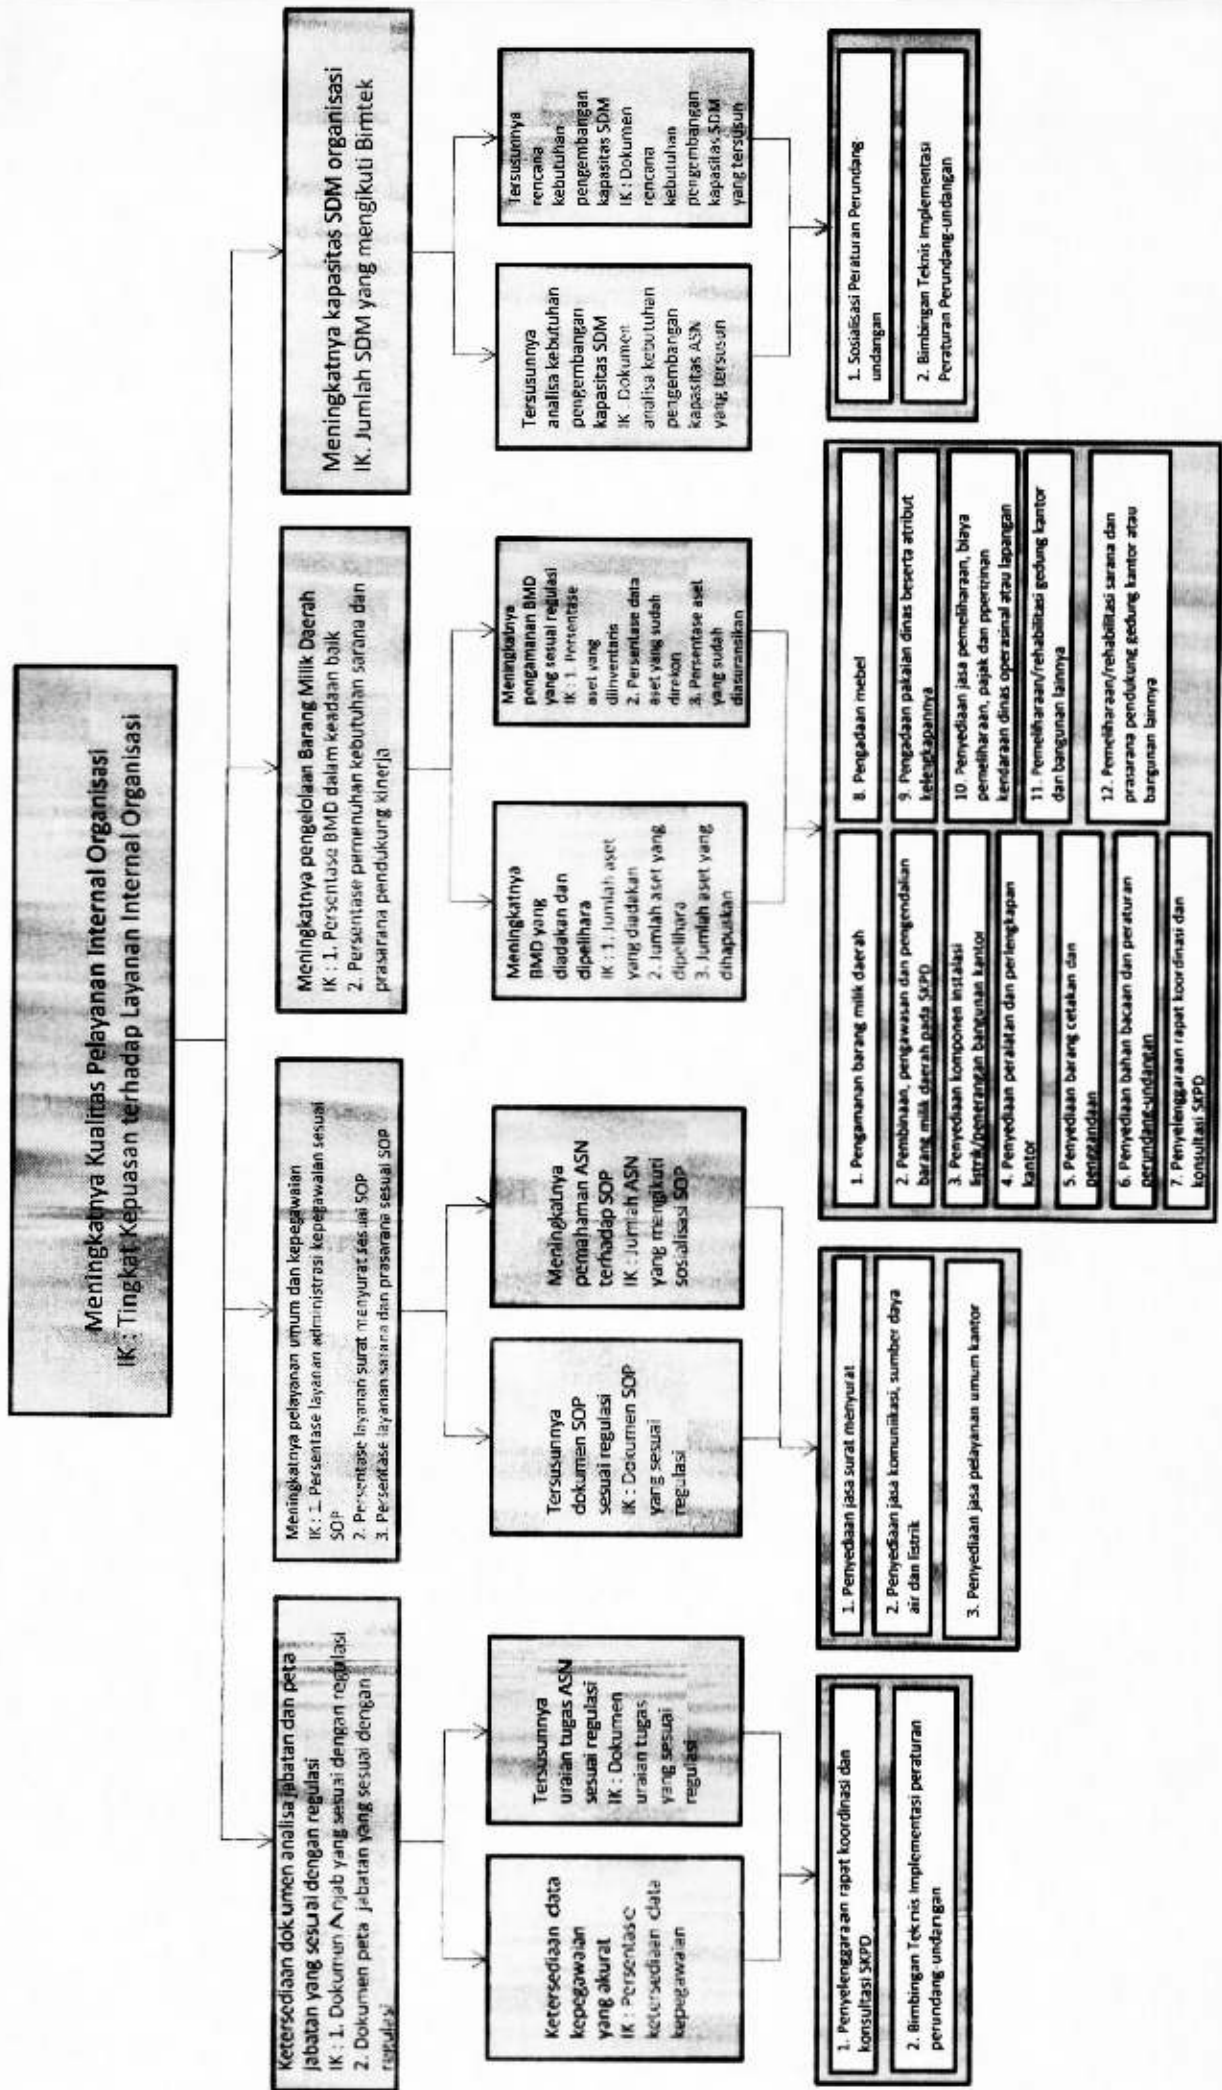 Meningkatnya Kualitas Pelayanan Internal Organisasi
IK : Tingkat Kepuasan terhadap Layanan Internal Organisasi
Ketersediaan dokumen analisa jabatan dan peta
jabatan yang sesuai dengan regulasi
IK : 1. Dokumen Anjab yang sesuai dengan regulasi
2. Dokumen peta jabatan yang sesuai dengan
regulasi
Meningkatnya pelayanan umum dan kepegawaian
IK : 1. Persentase layanan administrasi kepegawaian sesuai
SOP
2. Persentase layanan surat menyurat sesuai SOP
3. Persentase layanan sarana dan prasarana sesuai SOP
Meningkatnya pengelolaan Barang Milik Daerah
IK : 1. Persentase BMD dalam keadaan baik
2. Persentase permenuhan kebutuhan sarana dan
prasarana pendukung kinerja
Meningkatnya kapasitas SDM organisasi
IK. Jumlah SDM yang mengikuti Bimtek
Ketersediaan data
kepegawaian
yang akurat
IK : Persentase
ketersediaan data
kepegawaian
Tersusunnya
uraian tugas ASN
sesuai regulasi
IK : Dokumen
uraian tugas
yang sesuai
regulasi
Tersusunnya
dokumen SOP
sesuai regulasi
IK : Dokumen SOP
yang sesuai
regulasi
Meningkatnya
pemahaman ASN
terhadap SOP
IK : Jumlah ASN
yang mengikuti
sosialisasi SOP
Meningkatnya
BMD yang
diadakan dan
dipelihara
IK : 1. Jumlah aset
yang diadakan
2. Jumlah aset yang
dipelihara
3. Jumlah aset yang
dihapuskan
Meningkatnya
pengamanan BMD
yang sesuai regulasi
IK : 1. Persentase
aset yang
diinventaris
2. Persentase data
aset yang sudah
direkon
3. Persentase aset
yang sudah
diasuransikan
Tersusunnya
analisa kebutuhan
pengembangan
kapasitas SDM
IK : Dokumen
analisa kebutuhan
pengembangan
kapasitas ASN
yang tersusun
Tersusunnya
rencana
kebutuhan
pengembangan
kapasitas SDM
IK : Dokumen
rencana
kebutuhan
pengembangan
kapasitas SDM
yang tersusun
1. Penyelenggaraan rapat koordinasi dan
konsultasi SKPD
2. Bimbingan Teknis Implementasi peraturan
perundang-undangan
1. Penyediaan jasa surat menyurat
2. Penyediaan jasa komuniikasi, sumber daya
air dan listrik
3. Penyediaan jasa pelayanan umum kantor
1. Pengamanan barang milik daerah
2. Pembinaan, pengawasan dan pengendalian
barang milik daerah pada SKPD
3. Penyediaan komponen instalasi
listrik/penerangan bangunan kantor
4. Penyediaan peralatan dan perlengkapan
kantor
5. Penyediaan barang cetakan dan
penggandaan
6. Penyediaan bahan bacaan dan peraturan
perundang-undangan
7. Penyelenggaraan rapat koordinasi dan
konsultasi SKPD
8. Pengadaan mebel
9. Pengadaan pakaian dinas beserta atribut
kelengkapannya
10. Penyediaan jasa pemeliharaan, biaya
pemeliharaan, pajak dan pperizinan
kendaraan dinas operasinal atau lapangan
11. Pemeliharaan/rehabilitasi gedung kantor
dan bangunan lainnya
12. Pemeliharaan/rehabilitasi sarana dan
prasarana pendukung gedung kantor atau
bangunan lainnya
1. Sosialisasi Peraturan Perundang-
undangan
2. Bimbingan Teknis Implementasi
Peraturan Perundang-undangan